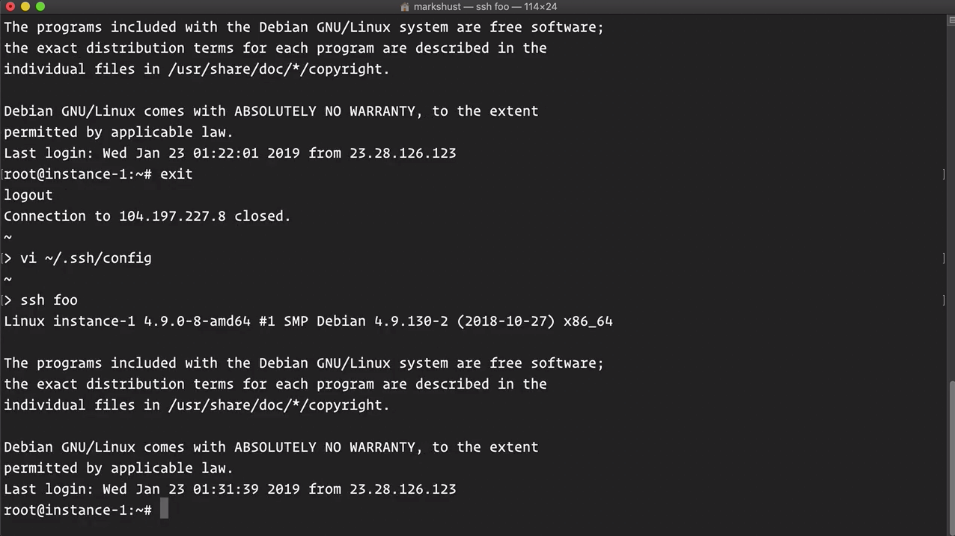 markshust — ssh foo — 114×24
The programs included with the Debian GNU/Linux system are free software;
the exact distribution terms for each program are described in the
individual files in /usr/share/doc/*/copyright.
Debian GNU/Linux comes with ABSOLUTELY NO WARRANTY, to the extent
permitted by applicable law.
Last login: Wed Jan 23 01:22:01 2019 from 23.28.126.123
[root@instance-1:~# exit ]
logout
Connection to 104.197.227.8 closed.
~
[> vi ~/.ssh/config ]
~
[> ssh foo ]
Linux instance-1 4.9.0-8-amd64 #1 SMP Debian 4.9.130-2 (2018-10-27) x86_64
The programs included with the Debian GNU/Linux system are free software;
the exact distribution terms for each program are described in the
individual files in /usr/share/doc/*/copyright.
Debian GNU/Linux comes with ABSOLUTELY NO WARRANTY, to the extent
permitted by applicable law.
Last login: Wed Jan 23 01:31:39 2019 from 23.28.126.123
root@instance-1:~#